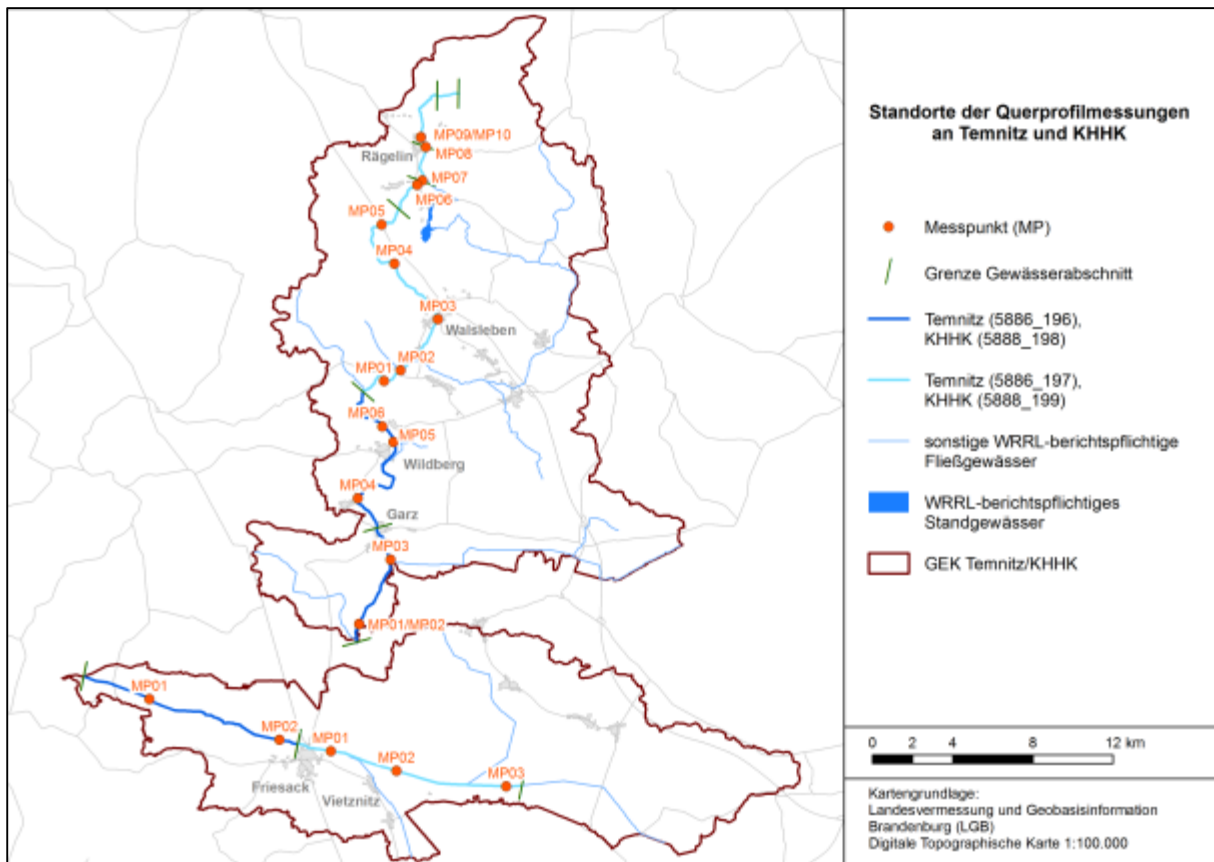 MP09/MP10
MP08
Rägelin
MP07
MP06
MP05
MP04
MP03
Walsleben
MP02
MP01
MP06
MP05
Wildberg
MP04
Garz
MP03
MP01/MP02
MP01
MP02
MP01
MP02
MP03
Friesack
Vietznitz
Standorte der Querprofilmessungen
an Temnitz und KHHK
Messpunkt (MP)
Grenze Gewässerabschnitt
Temnitz (5886_196),
KHHK (5888_198)
Temnitz (5886_197),
KHHK (5888_199)
sonstige WRRL-berichtspflichtige
Fließgewässer
WRRL-berichtspflichtiges
Standgewässer
GEK Temnitz/KHHK
0 2 4 8 12 km
Kartengrundlage:
Landesvermessung und Geobasisinformation
Brandenburg (LGB)
Digitale Topographische Karte 1:100.000